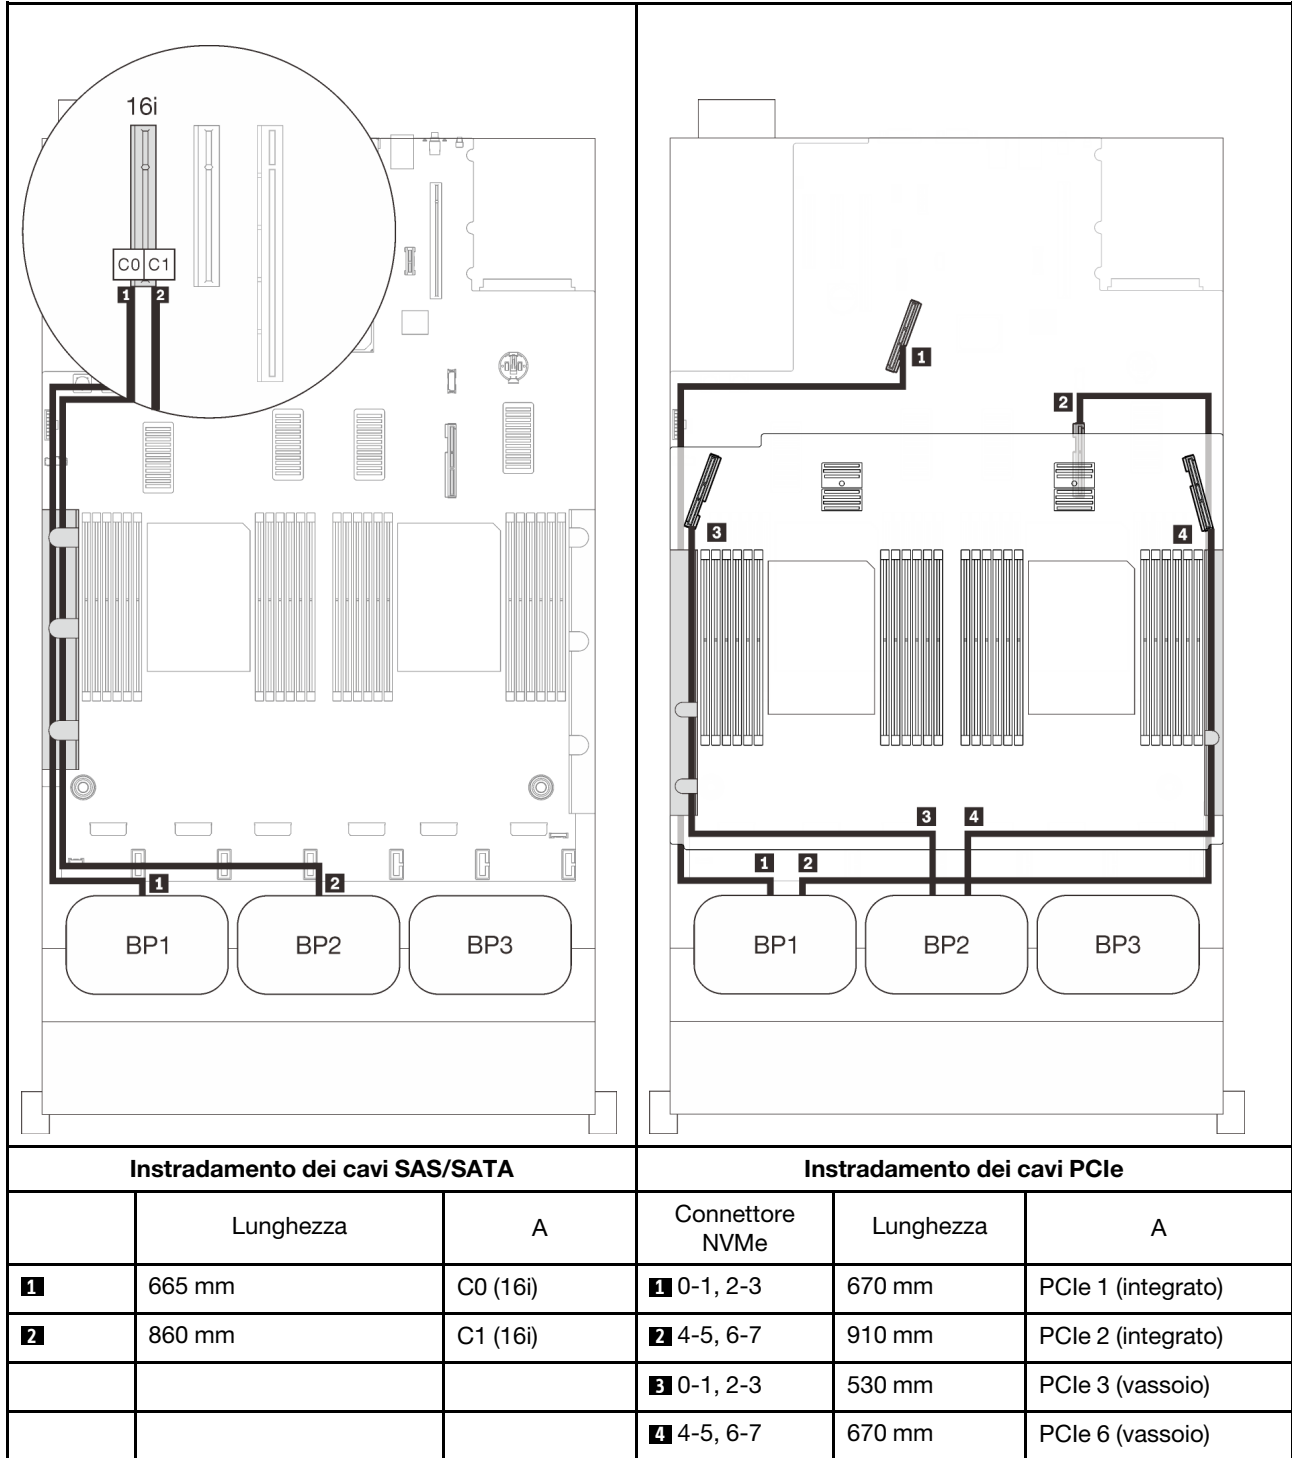 16i
C0 C1
1 2
1 2
BP1 BP2 BP3
1
2
3 4
3 4
1 2
BP1 BP2 BP3
Instradamento dei cavi SAS/SATA
Instradamento dei cavi PCIe
Lunghezza A
Connettore NVMe Lunghezza A
1 665 mm C0 (16i)
1 0-1, 2-3 670 mm PCIe 1 (integrato)
2 860 mm C1 (16i)
2 4-5, 6-7 910 mm PCIe 2 (integrato)
3 0-1, 2-3 530 mm PCIe 3 (vassoio)
4 4-5, 6-7 670 mm PCIe 6 (vassoio)